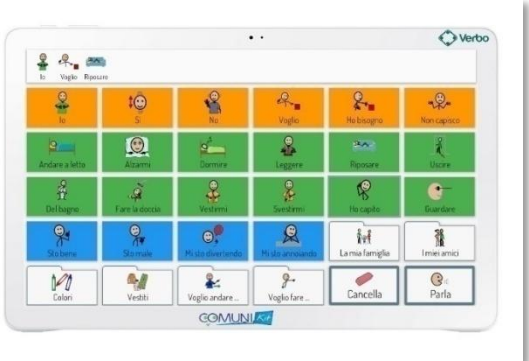 Verbo
Io Voglio Riposare
Io Sì No Voglio Ho bisogno Non capisco
Andare a letto Alzarmi Dormire Leggere Riposare Uscire
Del bagno Fare la doccia Vestirmi Svestirmi Ho capito Guardare
Sto bene Sto male Mi sto divertendo Mi sto annoiando La mia famiglia I miei amici
Colori Vestiti Voglio andare ... Voglio fare ... Cancella Parla
COMUNIKit